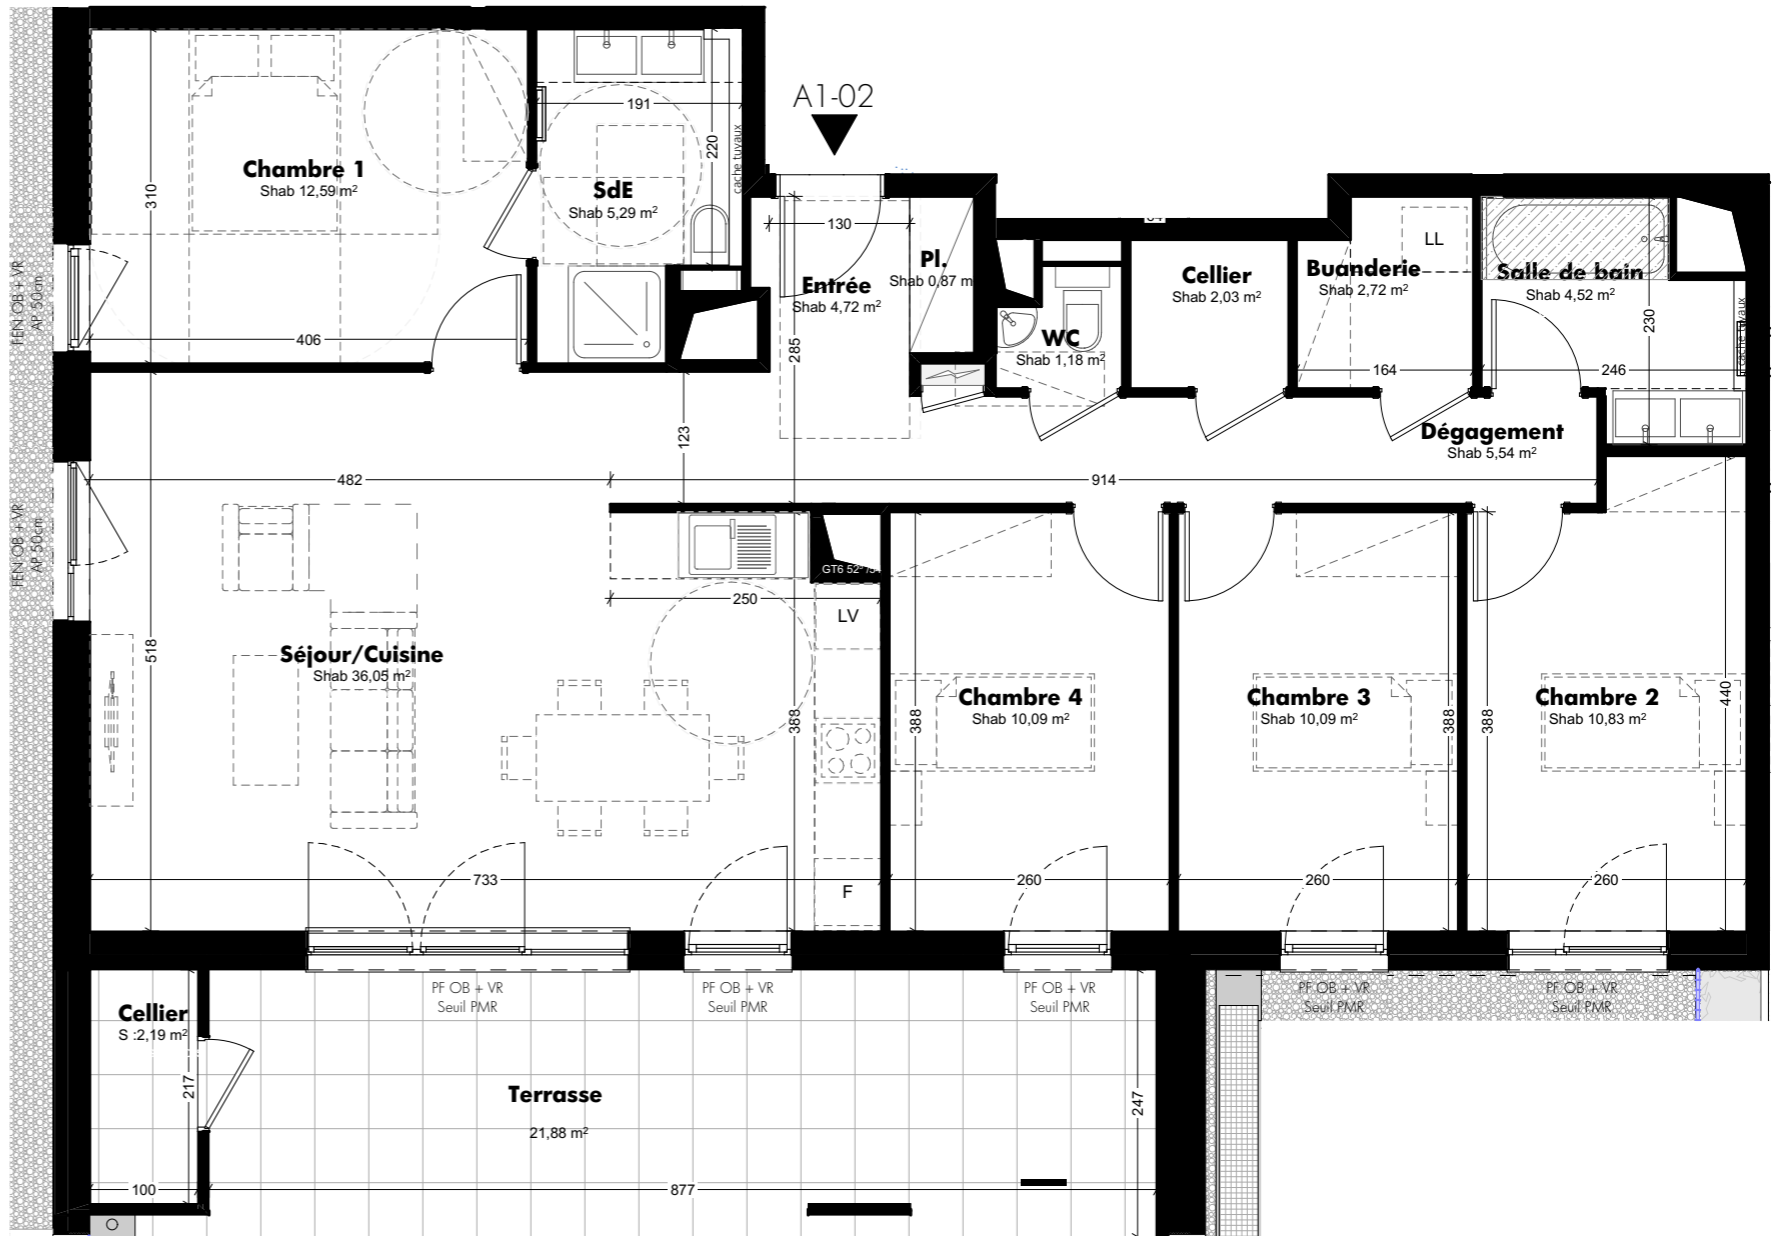 A1-02
Chambre 1
Shab 12,59 m²
310
406
SdE
Shab 5,29 m²
191
220
cache tuyaux
130
Entrée
Shab 4,72 m²
285
Pl.
Shab 0,87 m
WC
Shab 1,18 m²
Cellier
Shab 2,03 m²
Buanderie
Shab 2,72 m²
LL
164
Salle de bain
Shab 4,52 m²
230
246
cache tuyaux
Dégagement
Shab 5,54 m²
123
482
914
FEN OB + VR
AP 50cm
FEN OB + VR
AP 50cm
GT6 52*
250
LV
518
Séjour/Cuisine
Shab 36,05 m²
388
733
F
Chambre 4
Shab 10,09 m²
388
260
Chambre 3
Shab 10,09 m²
388
260
Chambre 2
Shab 10,83 m²
388
440
260
PF OB + VR
Seuil PMR
PF OB + VR
Seuil PMR
PF OB + VR
Seuil PMR
PF OB + VR
Seuil PMR
PF OB + VR
Seuil PMR
Cellier
S :2,19 m²
217
100
Terrasse
21,88 m²
877
247